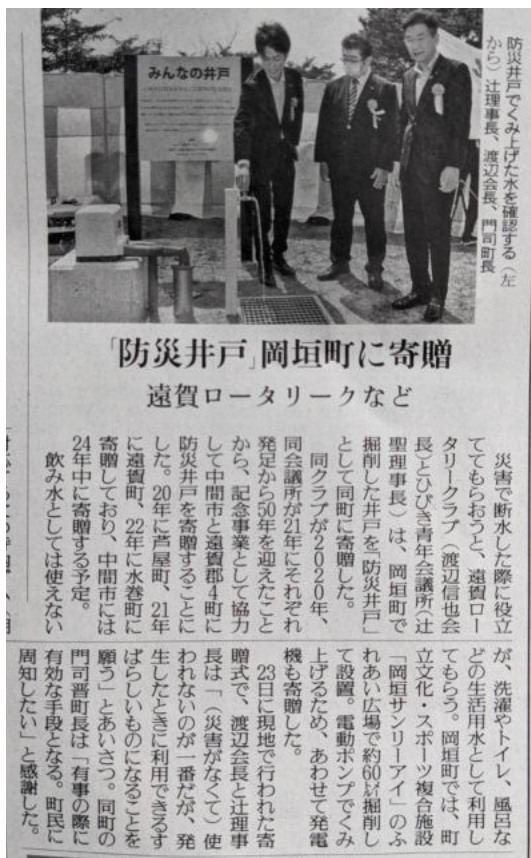 防災井戸でくみ上げた水を確認する（左
から）辻理事長、渡辺会長、門司町長
みんなの井戸
「防災井戸」岡垣町に寄贈
遠賀ロータリークなど
災害で断水した際に役立
ててもらおうと、遠賀ロー
タリークラブ（渡辺信也会
長）とひびき青年会議所（辻
聖理事長）は、岡垣町で
掘削した井戸を「防災井戸」
として同町に寄贈した。
同クラブが2020年、
同会議所が21年にそれぞれ
発足から50年を迎えたこと
から、記念事業として協力
して中間市と遠賀郡4町に
防災井戸を寄贈することに
した。20年に芦屋町、21年
に遠賀町、22年に水巻町に
寄贈しており、中間市には
24年中に寄贈する予定。
飲み水としては使えない
が、洗濯やトイレ、風呂な
どの生活用水として利用し
てもらう。岡垣町では、町
立文化・スポーツ複合施設
「岡垣サンリーアイ」のふ
れあい広場で約60㍍掘削し
て設置。電動ポンプでくみ
上げるため、あわせて発電
機も寄贈した。
23日に現地で行われた寄
贈式で、渡辺会長と辻理事
長は「（災害がなくて）使
われないのが一番だが、発
生したときに利用できるす
ばらしいものになることを
願う」とあいさつ。同町の
門司晋町長は「有事の際に
有効な手段となる。町民に
周知したい」と感謝した。